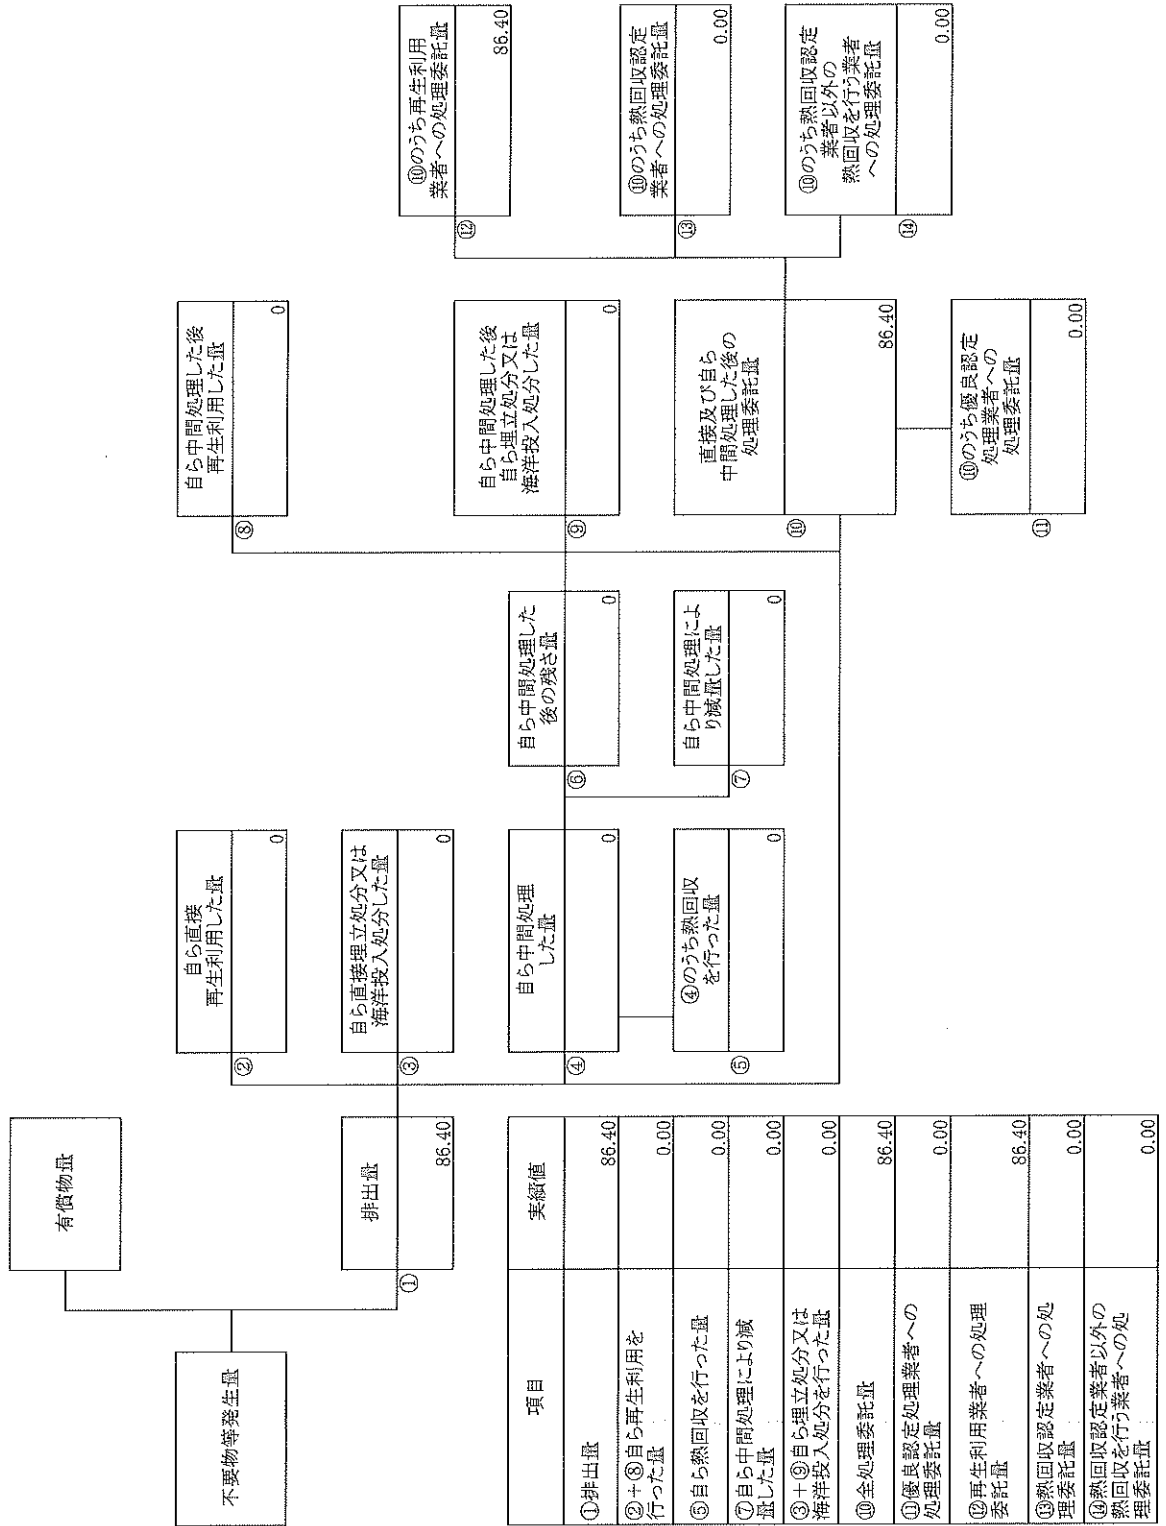 有償物量
不要物等発生量
排出量
①
86.40
自ら直接
再生利用した量
②
0
自ら直接埋立処分又は
海洋投入処分した量
③
0
自ら中間処理
した量
④
0
④のうち熱回収
を行った量
⑤
0
自ら中間処理した
後の残さ量
⑥
0
自ら中間処理によ
り減量した量
⑦
0
自ら中間処理した後
再生利用した量
⑧
0
自ら中間処理した後
自ら埋立処分又は
海洋投入処分した量
⑨
0
直接及び自ら
中間処理した後の
処理委託量
⑩
86.40
⑩のうち優良認定
処理業者への
処理委託量
⑪
0.00
⑩のうち再生利用
業者への処理委託量
⑫
86.40
⑩のうち熱回収認定
業者への処理委託量
⑬
0.00
⑩のうち熱回収認定
業者以外の
熱回収を行う業者
への処理委託量
⑭
0.00
項目 実績値
①排出量 86.40
②+⑧自ら再生利用を
行った量 0.00
⑤自ら熱回収を行った量 0.00
⑦自ら中間処理により減
量した量 0.00
③+⑨自ら埋立処分又は
海洋投入処分を行った量 0.00
⑩全処理委託量 86.40
⑪優良認定処理業者への
処理委託量 0.00
⑫再生利用業者への処理
委託量 86.40
⑬熱回収認定業者への処
理委託量 0.00
⑭熱回収認定業者以外の
熱回収を行う業者への処
理委託量 0.00